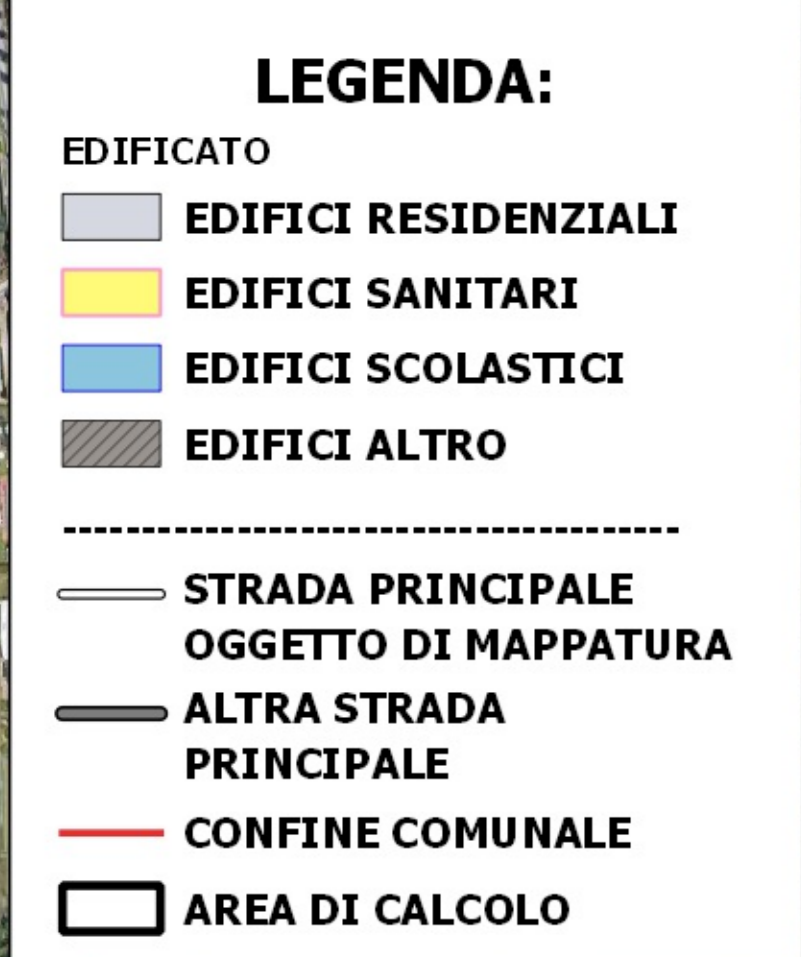 LEGENDA:
EDIFICATO
EDIFICI RESIDENZIALI
EDIFICI SANITARI
EDIFICI SCOLASTICI
EDIFICI ALTRO
---------------------------------------
STRADA PRINCIPALE
OGGETTO DI MAPPATURA
ALTRA STRADA
PRINCIPALE
CONFINE COMUNALE
AREA DI CALCOLO